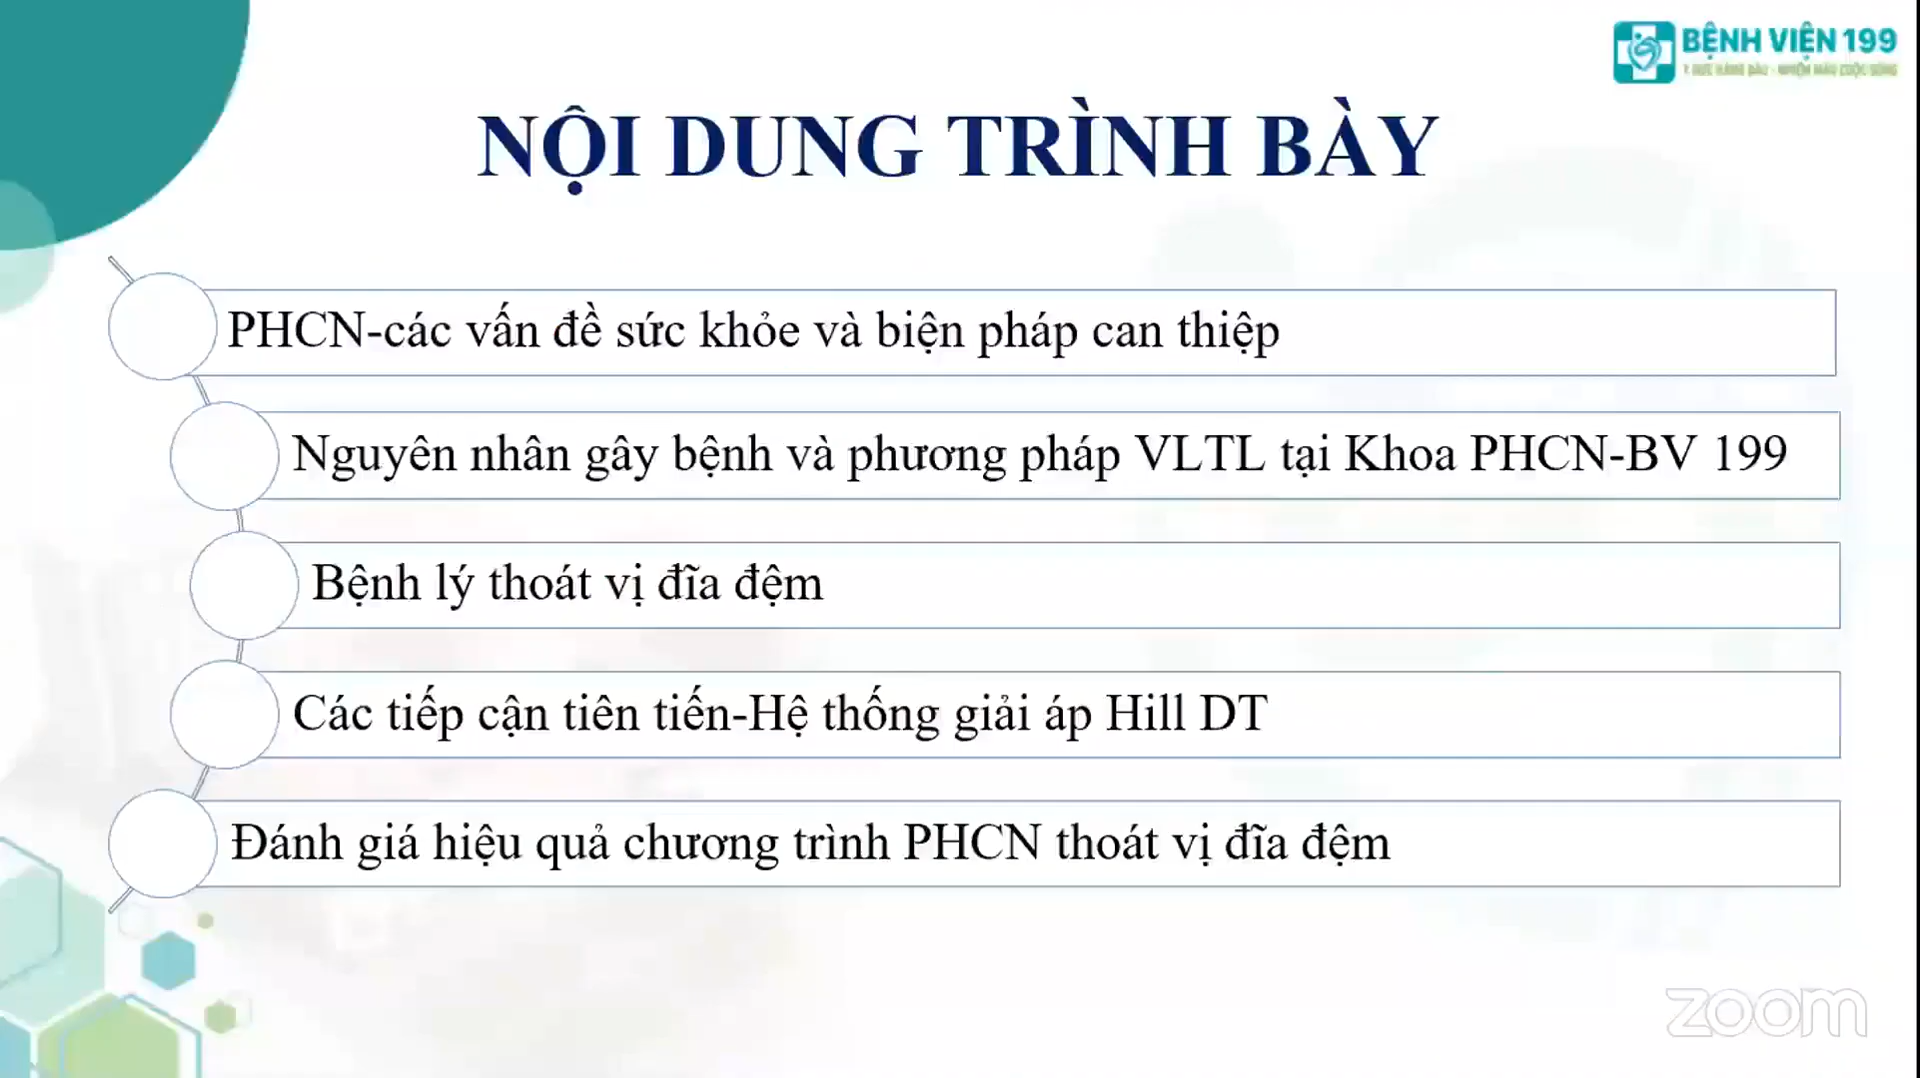 BỆNH VIỆN 199
NỘI DUNG TRÌNH BÀY
PHCN-các vấn đề sức khỏe và biện pháp can thiệp
Nguyên nhân gây bệnh và phương pháp VLTL tại Khoa PHCN-BV 199
Bệnh lý thoát vị đĩa đệm
Các tiếp cận tiên tiến-Hệ thống giải áp Hill DT
Đánh giá hiệu quả chương trình PHCN thoát vị đĩa đệm
zoom